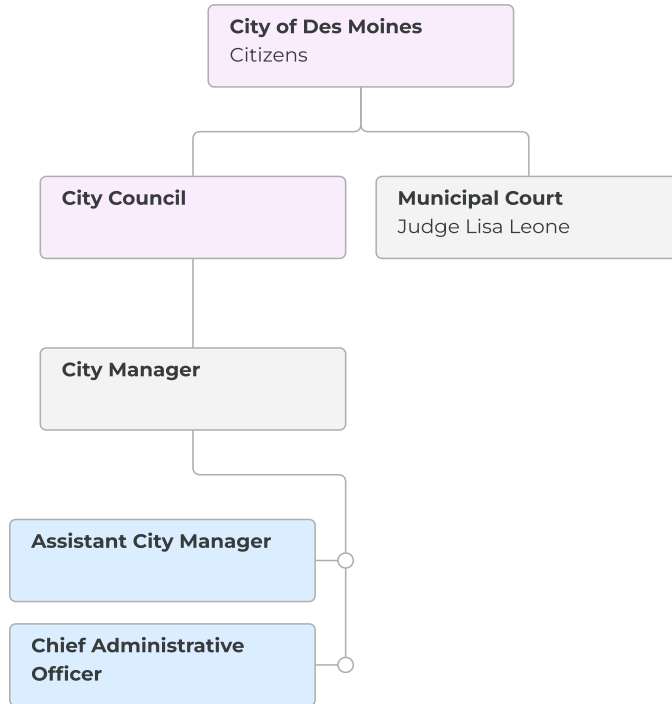 City of Des Moines
Citizens
City Council
Municipal Court
Judge Lisa Leone
City Manager
Assistant City Manager
Chief Administrative
Officer